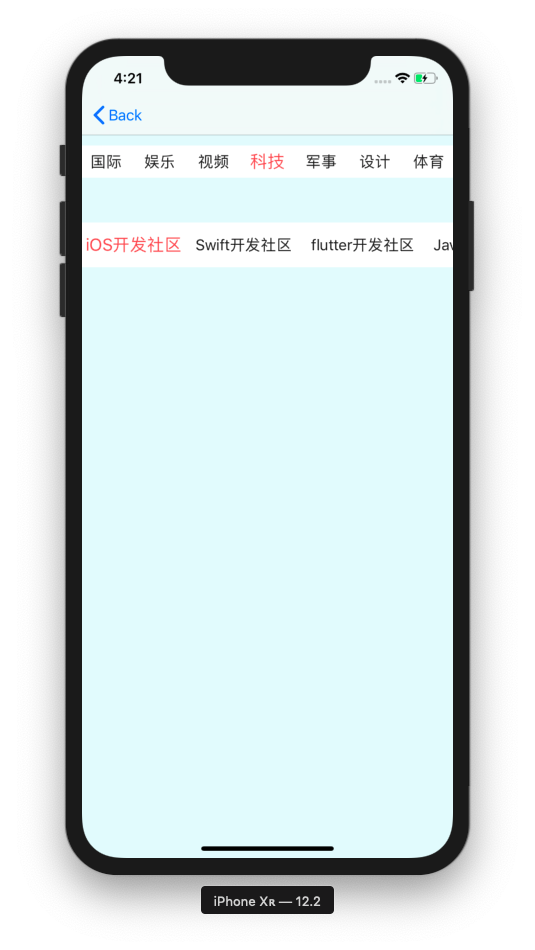 4:21
Back
国际 娱乐 视频 科技 军事 设计 体育
iOS开发社区 Swift开发社区 flutter开发社区 Jav
iPhone Xʀ — 12.2